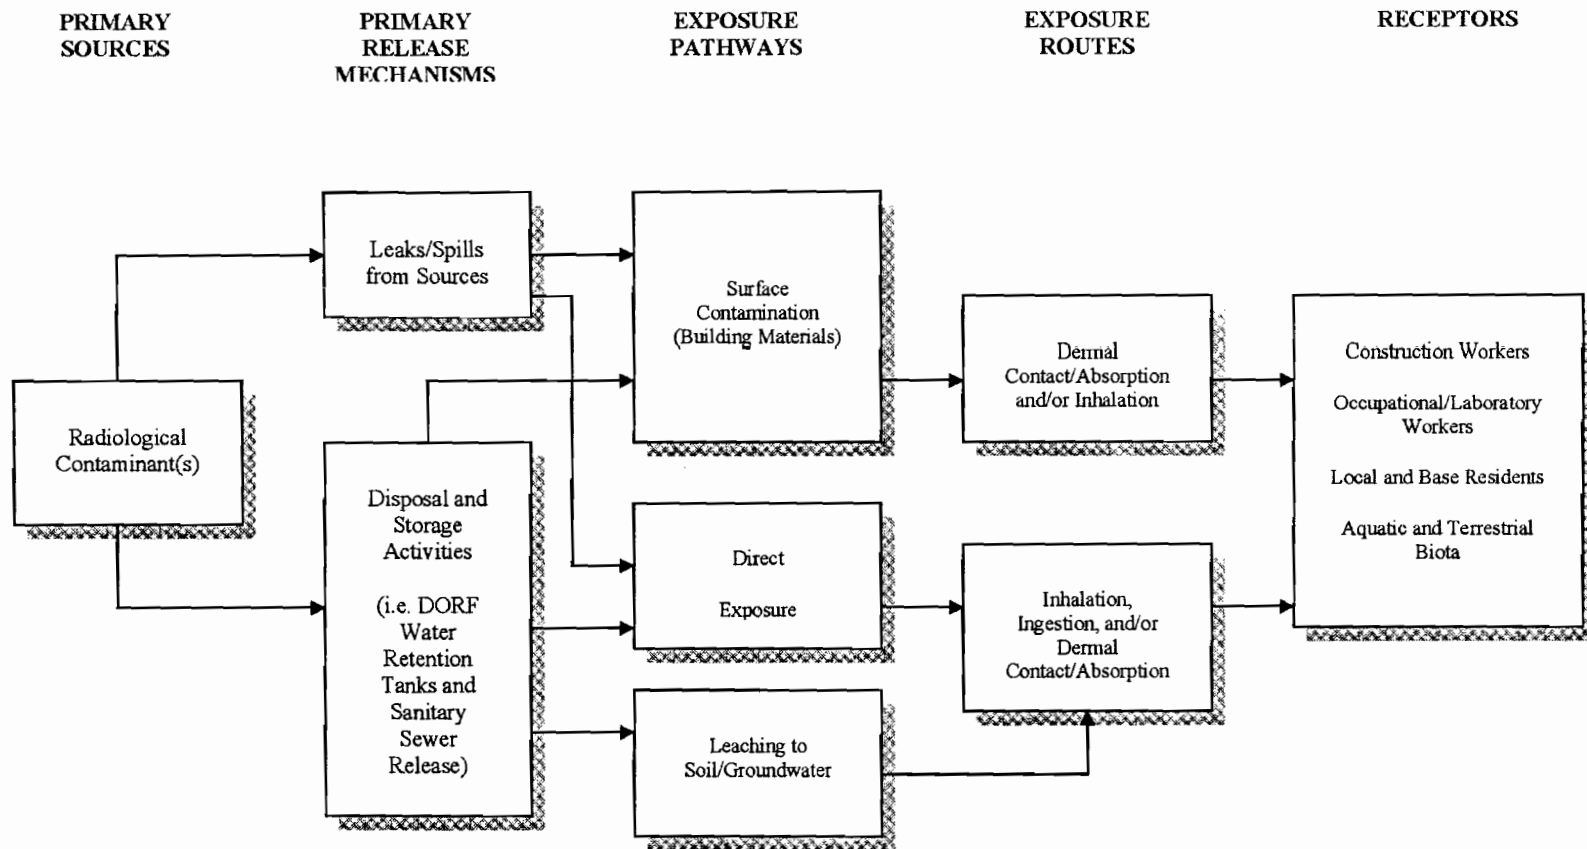 PRIMARY
SOURCES
PRIMARY
RELEASE
MECHANISMS
EXPOSURE
PATHWAYS
EXPOSURE
ROUTES
RECEPTORS
Radiological
Contaminant(s)
Leaks/Spills
from Sources
Disposal and
Storage
Activities
(i.e. DORF
Water
Retention
Tanks and
Sanitary
Sewer
Release)
Surface
Contamination
(Building Materials)
Direct
Exposure
Leaching to
Soil/Groundwater
Dermal
Contact/Absorption
and/or Inhalation
Inhalation,
Ingestion, and/or
Dermal
Contact/Absorption
Construction Workers
Occupational/Laboratory
Workers
Local and Base Residents
Aquatic and Terrestrial
Biota